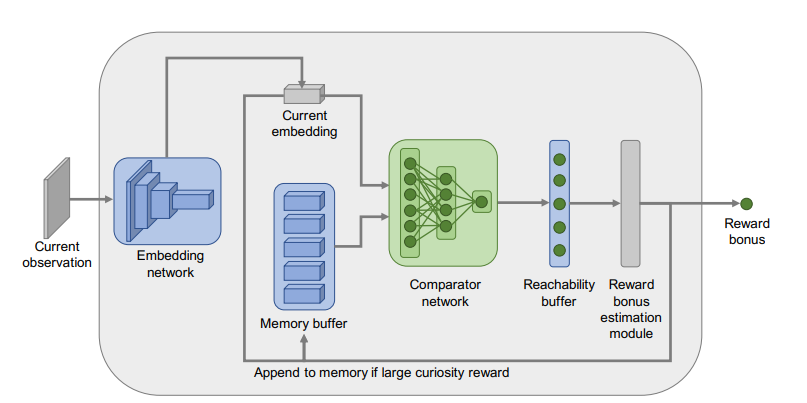 Current
embedding
Current
observation
Embedding
network
Memory buffer
Comparator
network
Reachability
buffer
Reward
bonus
estimation
module
Reward
bonus
Append to memory if large curiosity reward